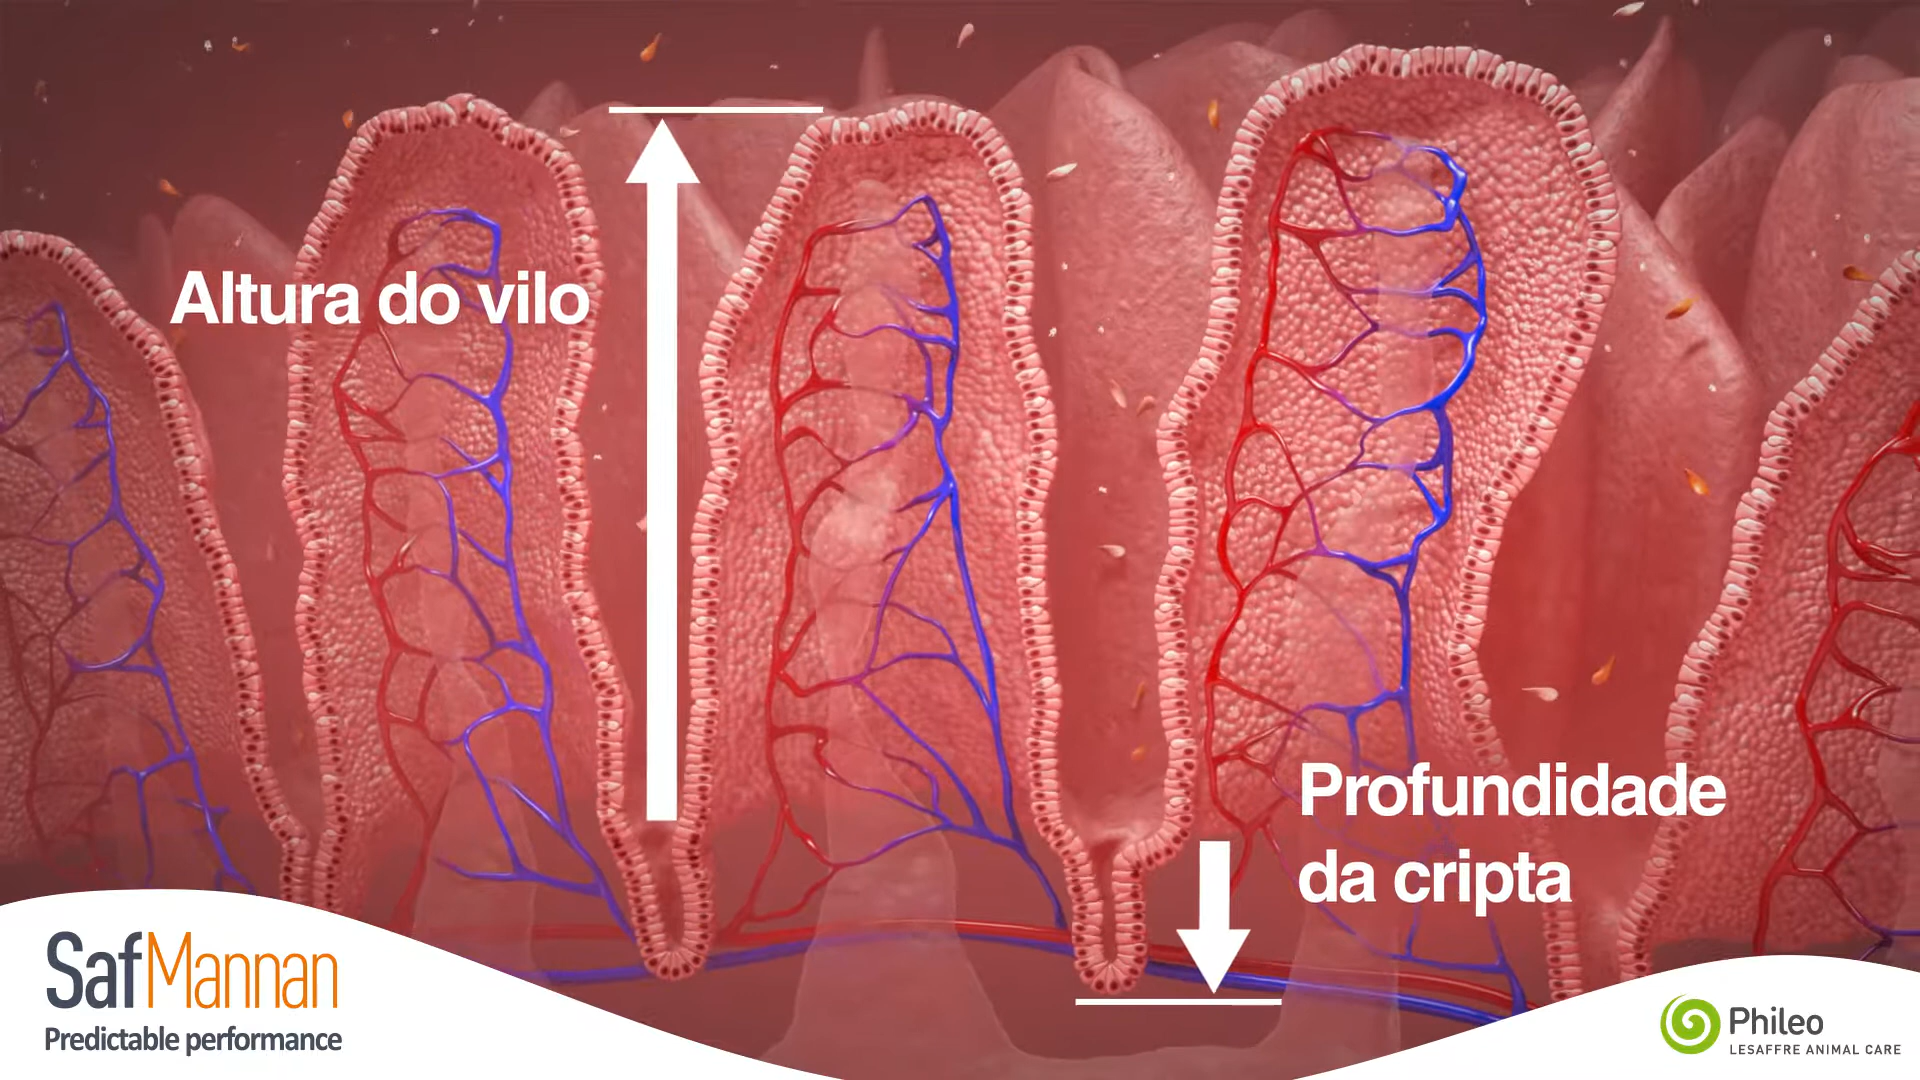 Altura do vilo
Profundidade
da cripta
SafMannan
Predictable performance
Phileo
LESAFFRE ANIMAL CARE